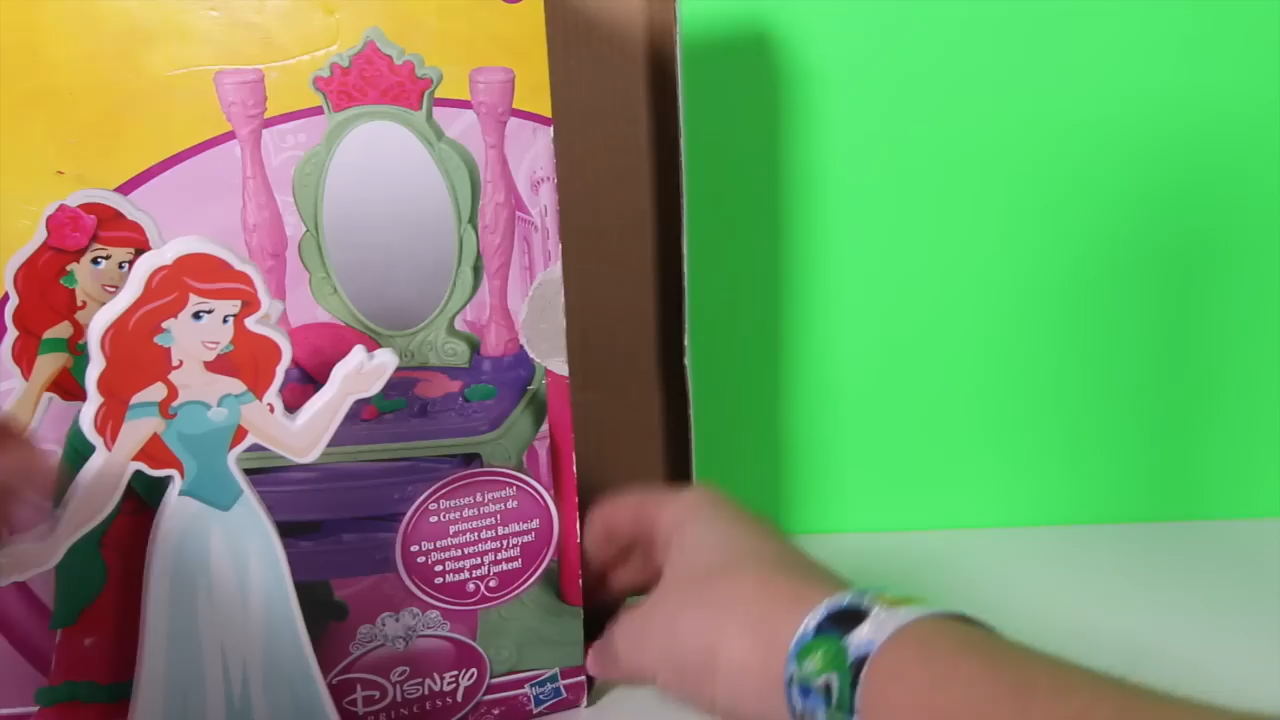 Dresses & jewels!
Crée des robes de
princesses !
Du entwirfst das Ballkleid!
¡Diseña vestidos y joyas!
Disegna gli abiti!
Maak zelf jurken!
DISNEY
PRINCESS
Hasbro